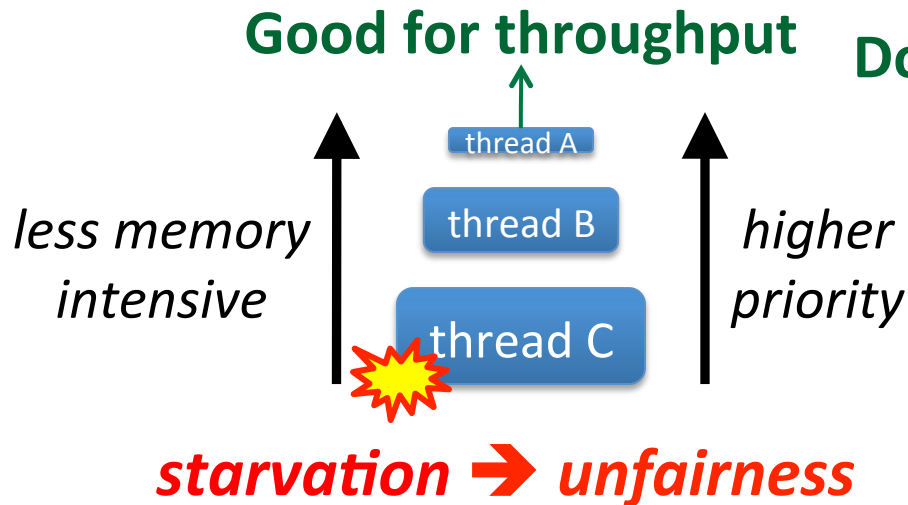 Good for throughput
thread A
thread B
less memory
intensive
higher
priority
thread C
starvation ➔ unfairness